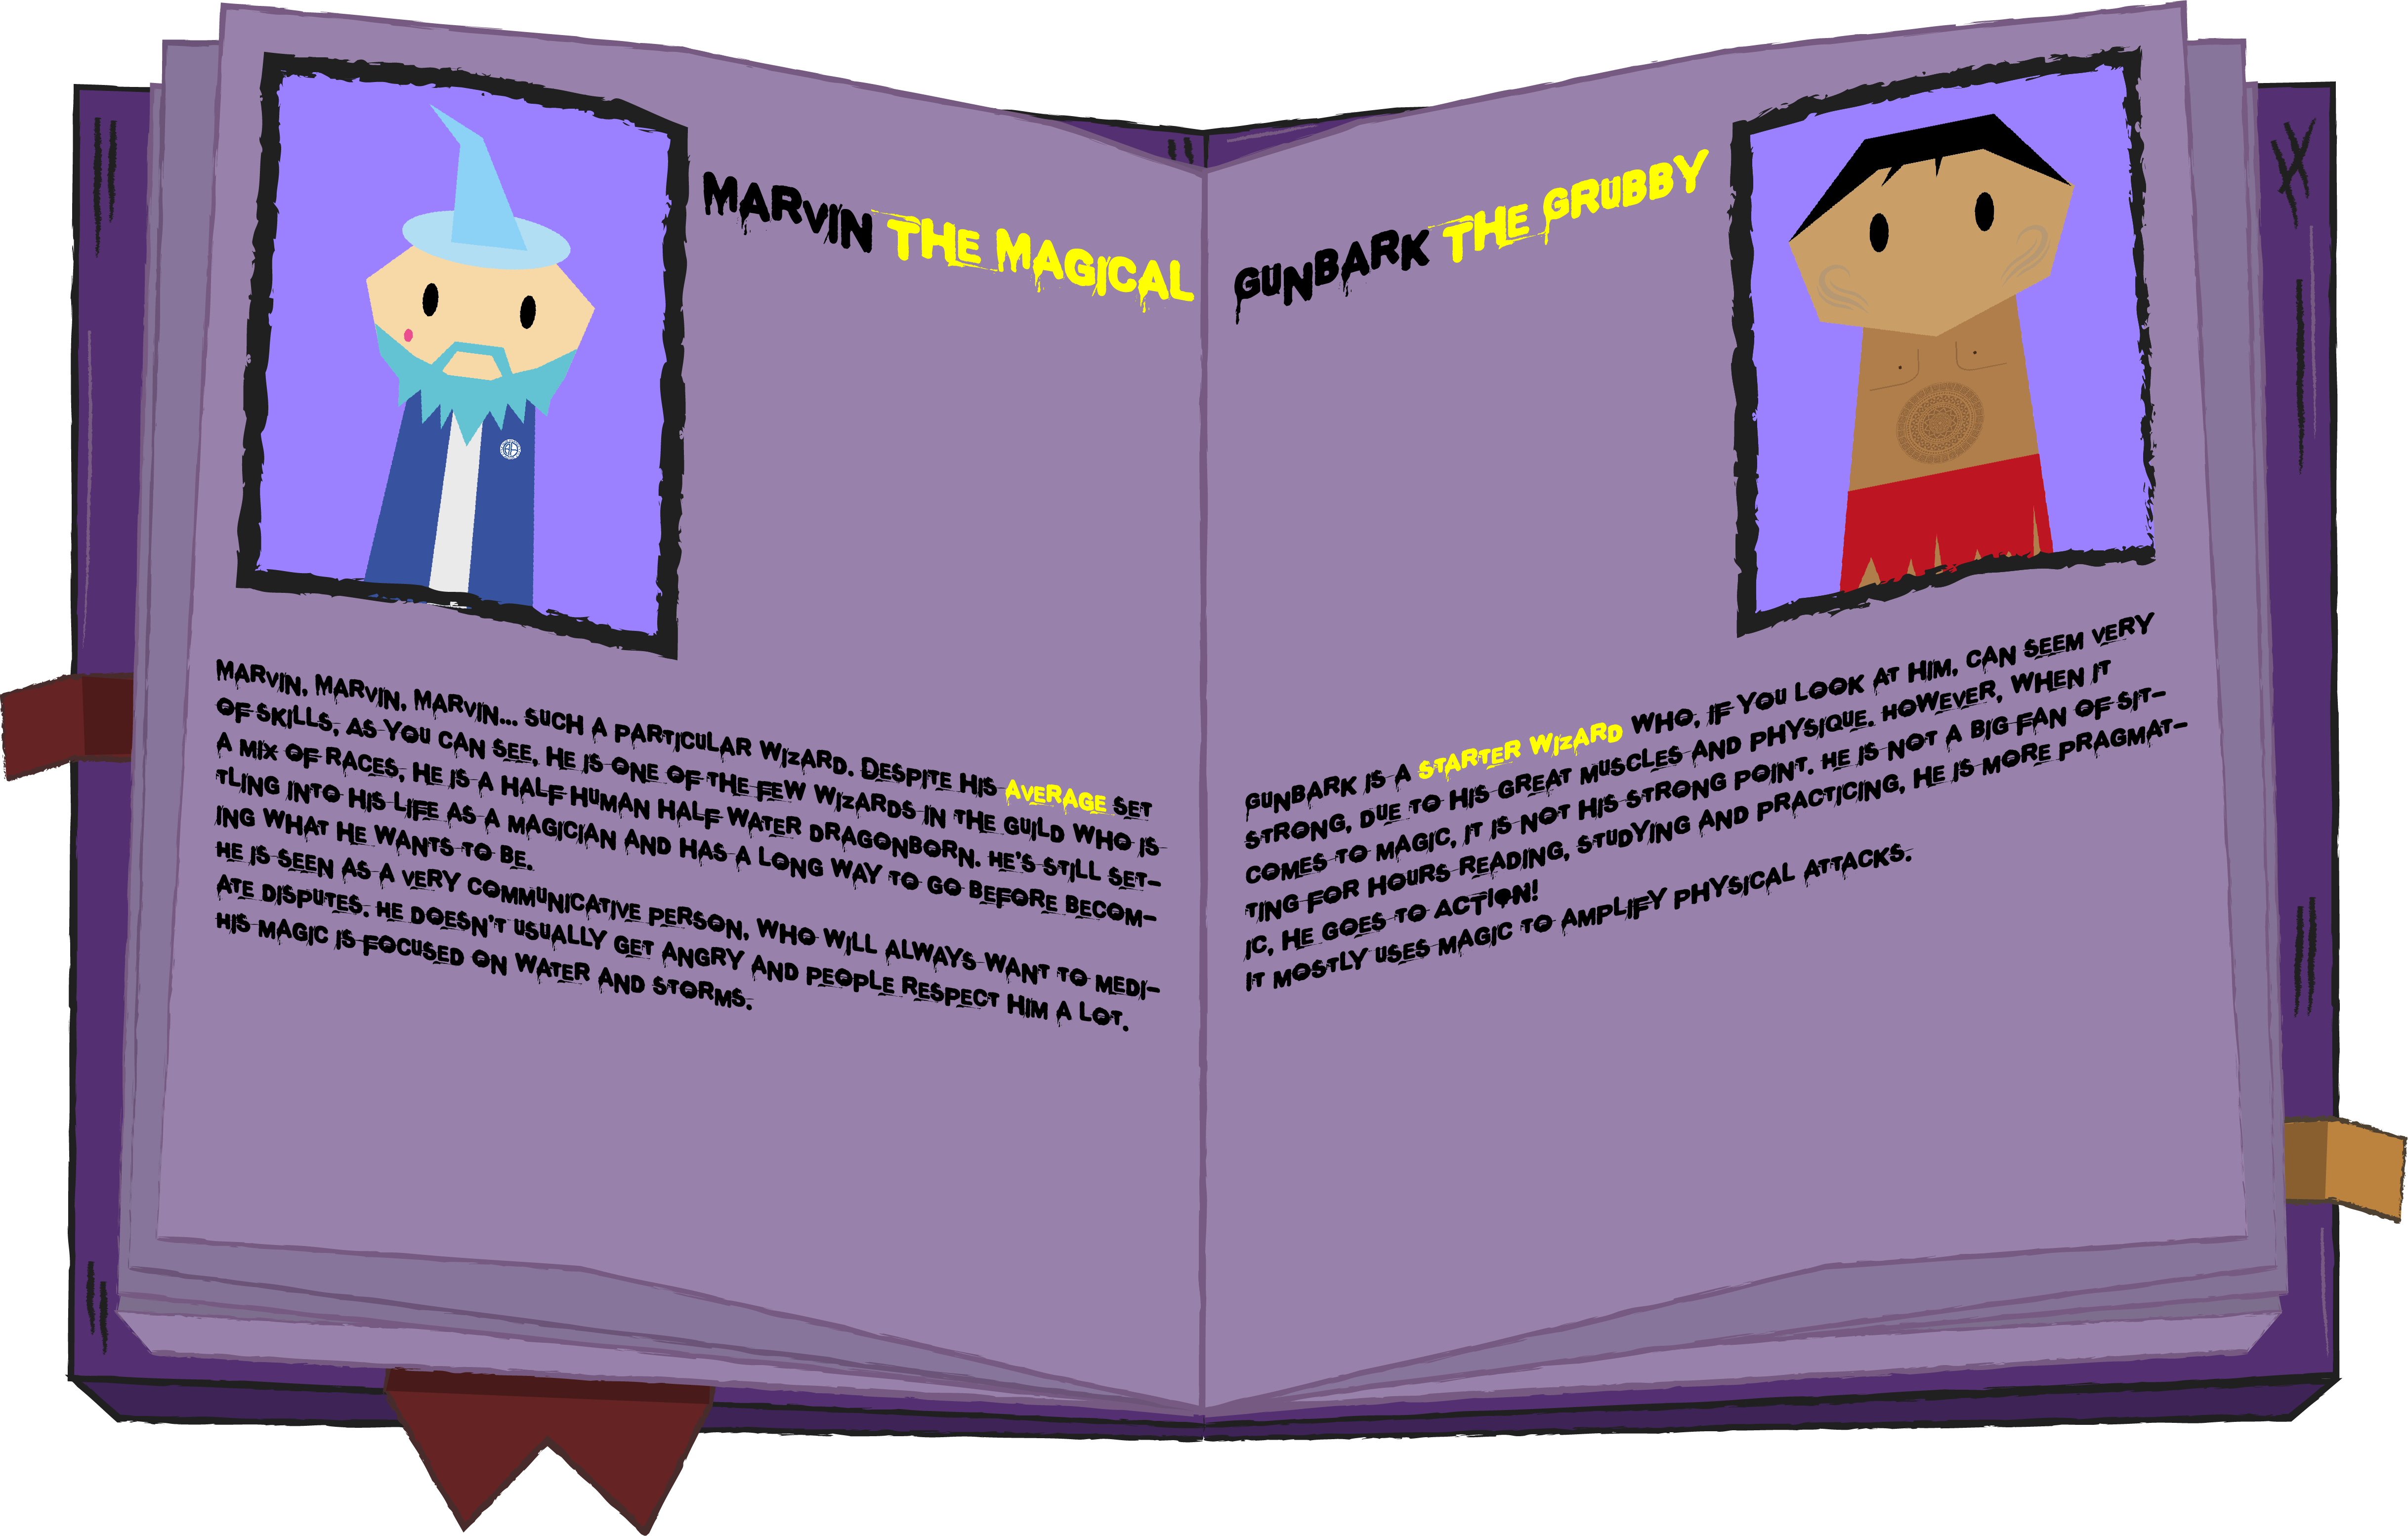 MARVIN THE MAGICAL
MARVIN, MARVIN, MARVIN... SUCH A PARTICULAR WIZARD. DESPITE HIS AVERAGE SET
OF SKILLS, AS YOU CAN SEE, HE IS ONE OF THE FEW WIZARDS IN THE GUILD WHO IS
A MIX OF RACES, HE IS A HALF HUMAN HALF WATER DRAGONBORN. HE'S STILL SET-
TLING INTO HIS LIFE AS A MAGICIAN AND HAS A LONG WAY TO GO BEFORE BECOM-
ING WHAT HE WANTS TO BE.
HE IS SEEN AS A VERY COMMUNICATIVE PERSON, WHO WILL ALWAYS WANT TO MEDI-
ATE DISPUTES. HE DOESN'T USUALLY GET ANGRY AND PEOPLE RESPECT HIM A LOT.
HIS MAGIC IS FOCUSED ON WATER AND STORMS.
GUNBARK THE GRUBBY
GUNBARK IS A STARTER WIZARD WHO, IF YOU LOOK AT HIM, CAN SEEM VERY
STRONG, DUE TO HIS GREAT MUSCLES AND PHYSIQUE. HOWEVER, WHEN IT
COMES TO MAGIC, IT IS NOT HIS STRONG POINT. HE IS NOT A BIG FAN OF SIT-
TING FOR HOURS READING, STUDYING AND PRACTICING, HE IS MORE PRAGMAT-
IC, HE GOES TO ACTION!
IT MOSTLY USES MAGIC TO AMPLIFY PHYSICAL ATTACKS.